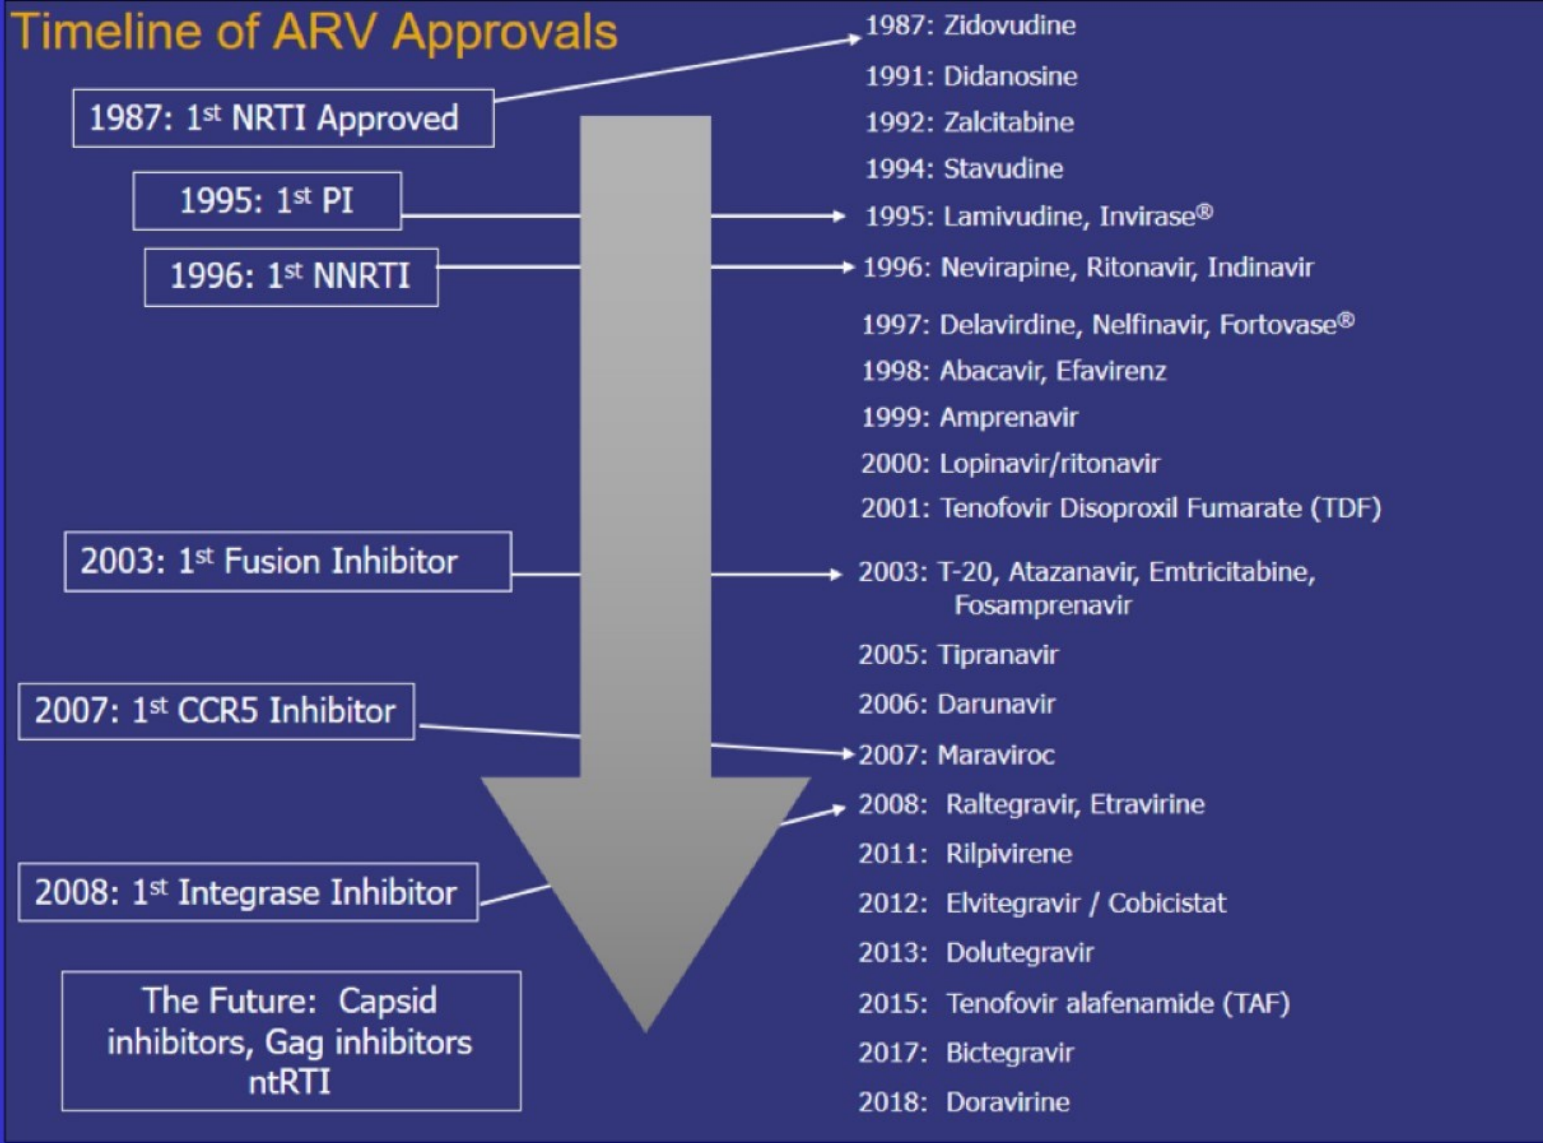 Timeline of ARV Approvals
1987: 1st NRTI Approved
1995: 1st PI
1996: 1st NNRTI
2003: 1st Fusion Inhibitor
2007: 1st CCR5 Inhibitor
2008: 1st Integrase Inhibitor
The Future: Capsid
inhibitors, Gag inhibitors
ntRTI
1987: Zidovudine
1991: Didanosine
1992: Zalcitabine
1994: Stavudine
1995: Lamivudine, Invirase®
1996: Nevirapine, Ritonavir, Indinavir
1997: Delavirdine, Nelfinavir, Fortovase®
1998: Abacavir, Efavirenz
1999: Amprenavir
2000: Lopinavir/ritonavir
2001: Tenofovir Disoproxil Fumarate (TDF)
2003: T-20, Atazanavir, Emtricitabine,
Fosamprenavir
2005: Tipranavir
2006: Darunavir
2007: Maraviroc
2008: Raltegravir, Etravirine
2011: Rilpivirene
2012: Elvitegravir / Cobicistat
2013: Dolutegravir
2015: Tenofovir alafenamide (TAF)
2017: Bictegravir
2018: Doravirine